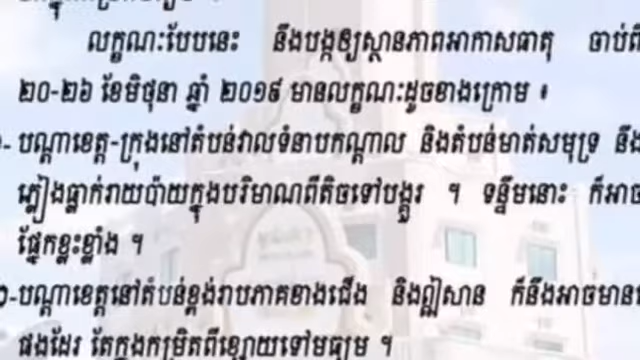 លក្ខណៈបែបនេះ នឹងបង្កឲ្យស្ថានភាពអាកាសធាតុ ចាប់ពី
២០-២៦ ខែមិថុនា ឆ្នាំ ២០១៩ មានលក្ខណៈដូចខាងក្រោម ៖
- បណ្តាខេត្ត-ក្រុងនៅតំបន់វាលទំនាបកណ្តាល និងតំបន់មាត់សមុទ្រ នឹង
ភ្លៀងធ្លាក់រាយប៉ាយក្នុងបរិមាណពីតិចទៅបង្គួរ ។ ទន្ទឹមនោះ ក៏អាច
ផ្នែកខ្លះខ្លាំង ។
-បណ្តាខេត្តនៅតំបន់ខ្ពង់រាបភាគខាងជើង និងឦសាន ក៏នឹងអាចមាន
ផងដែរ តែក្នុងកម្រិតពីខ្សោយទៅមធ្យម ។